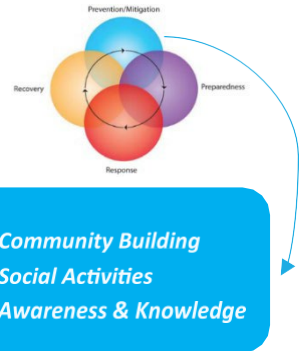 Prevention/Mitigation
Recovery
Preparedness
Response
Community Building
Social Activities
Awareness & Knowledge